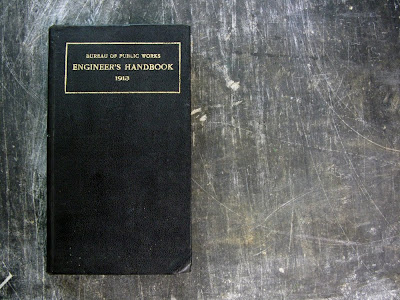 BUREAU OF PUBLIC WORKS
ENGINEER'S HANDBOOK
1913